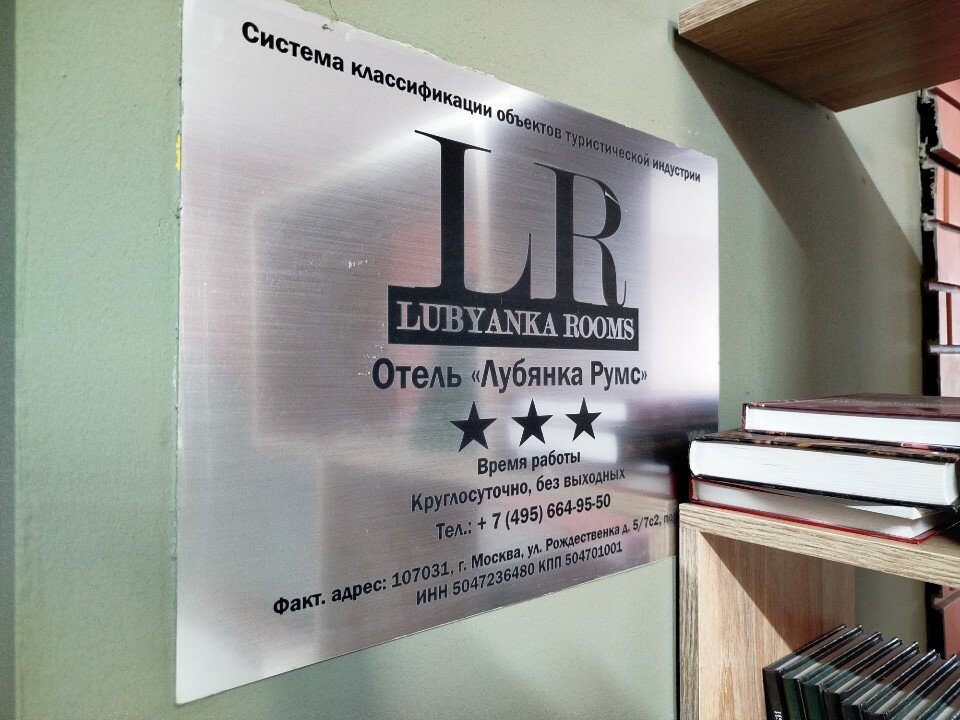 Система классификации объектов туристической индустрии
LR
LUBYANKA ROOMS
Отель «Лубянка Румс»
Время работы
Круглосуточно, без выходных
Тел.: + 7 (495) 664-95-50
Факт. адрес: 107031, г. Москва, ул. Рождественка д. 5/7с2,
ИНН 5047236480 КПП 504701001